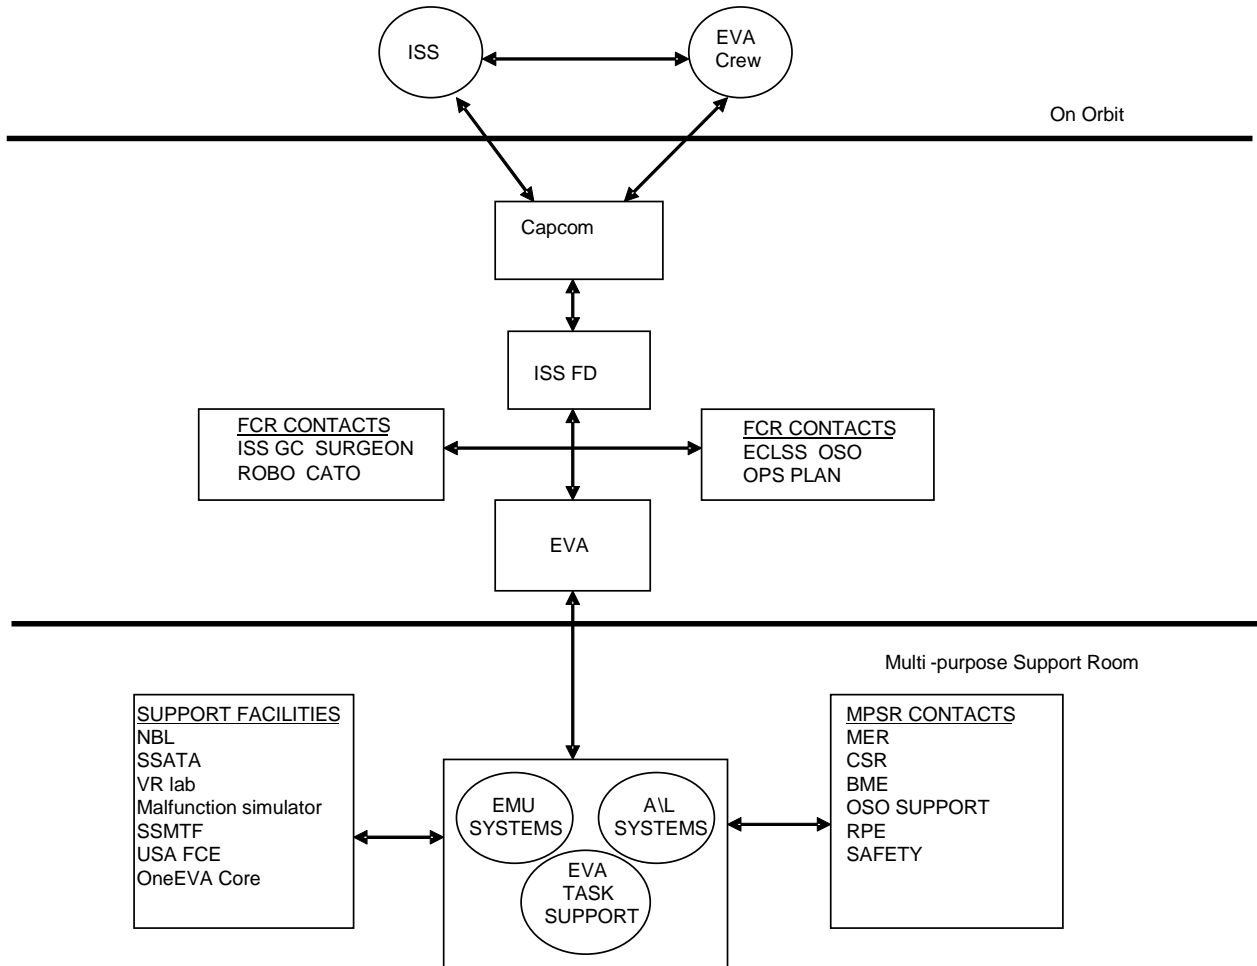 ISS
EVA
Crew
On Orbit
Capcom
ISS FD
FCR CONTACTS
ISS GC  SURGEON
ROBO  CATO
FCR CONTACTS
ECLSS  OSO
OPS PLAN
EVA
Multi -purpose Support Room
SUPPORT FACILITIES
NBL
SSATA
VR lab
Malfunction simulator
SSMTF
USA FCE
OneEVA Core
EMU
SYSTEMS
A\L
SYSTEMS
EVA
TASK
SUPPORT
MPSR CONTACTS
MER
CSR
BME
OSO SUPPORT
RPE
SAFETY